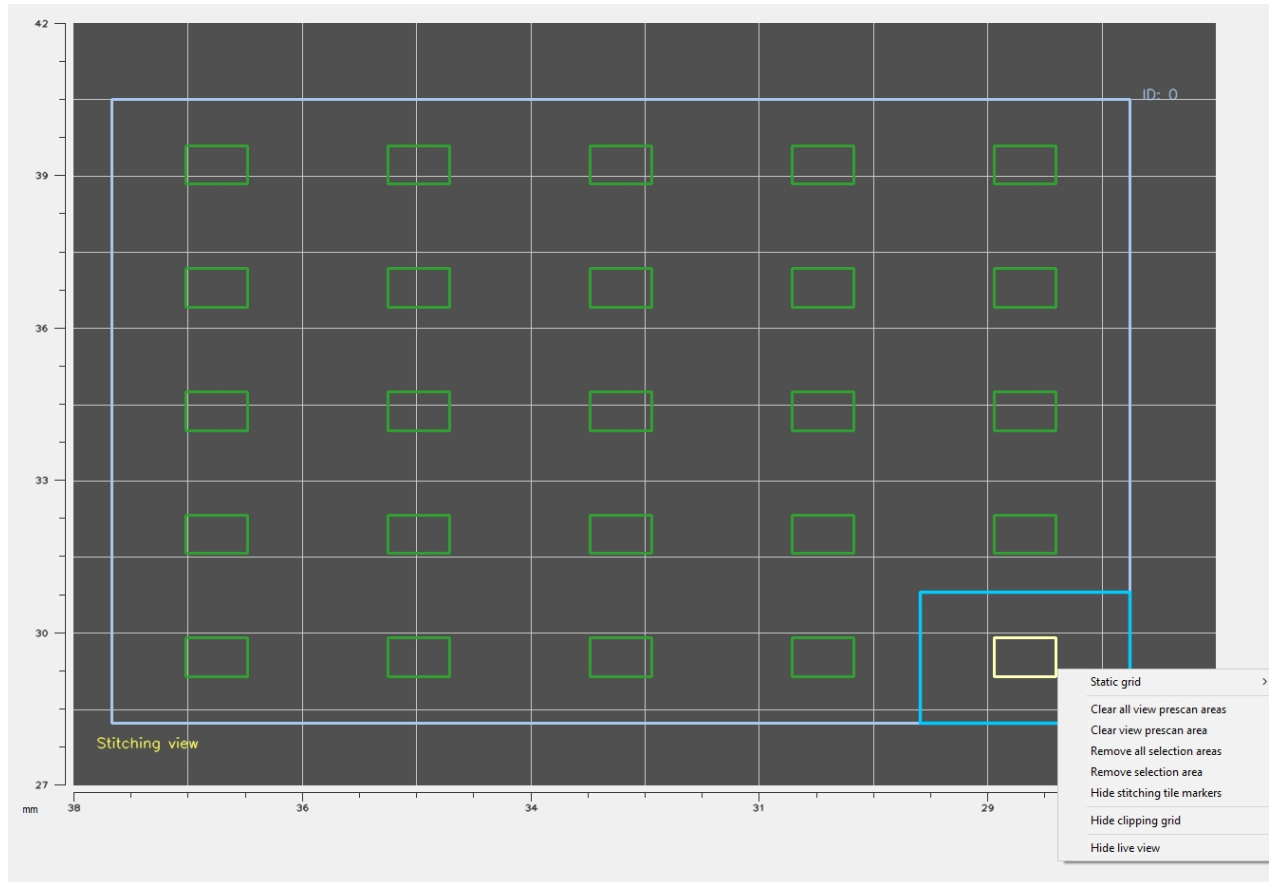 42
ID: 0
39
36
33
30
Static grid
Clear all view prescan areas
Clear view prescan area
Stitching view
Remove all selection areas
Remove selection area
27
Hide stitching tile markers
mm 38 36 34 31 29
Hide clipping grid
Hide live view